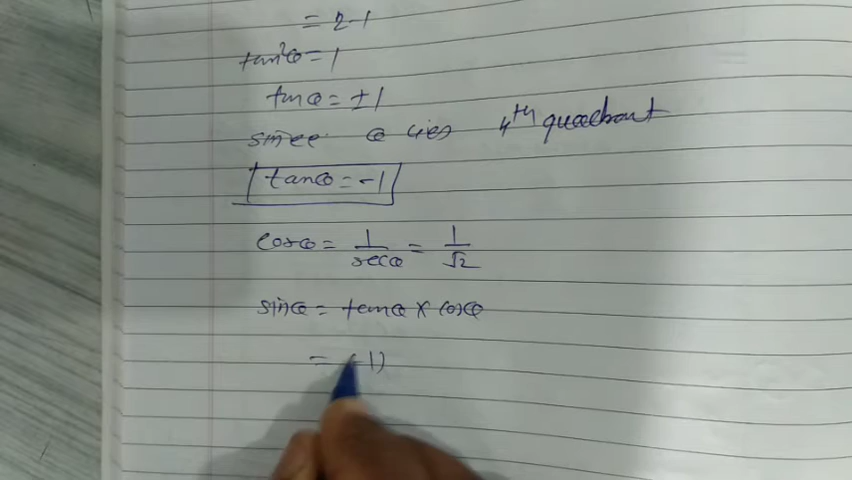 = 2-1
tan²θ = 1
tanθ = ±1
since θ lies 4th quadrant
tanθ = -1
cosθ = 1/secθ = 1/√2
sinθ = tanθ × cosθ
= (-1)